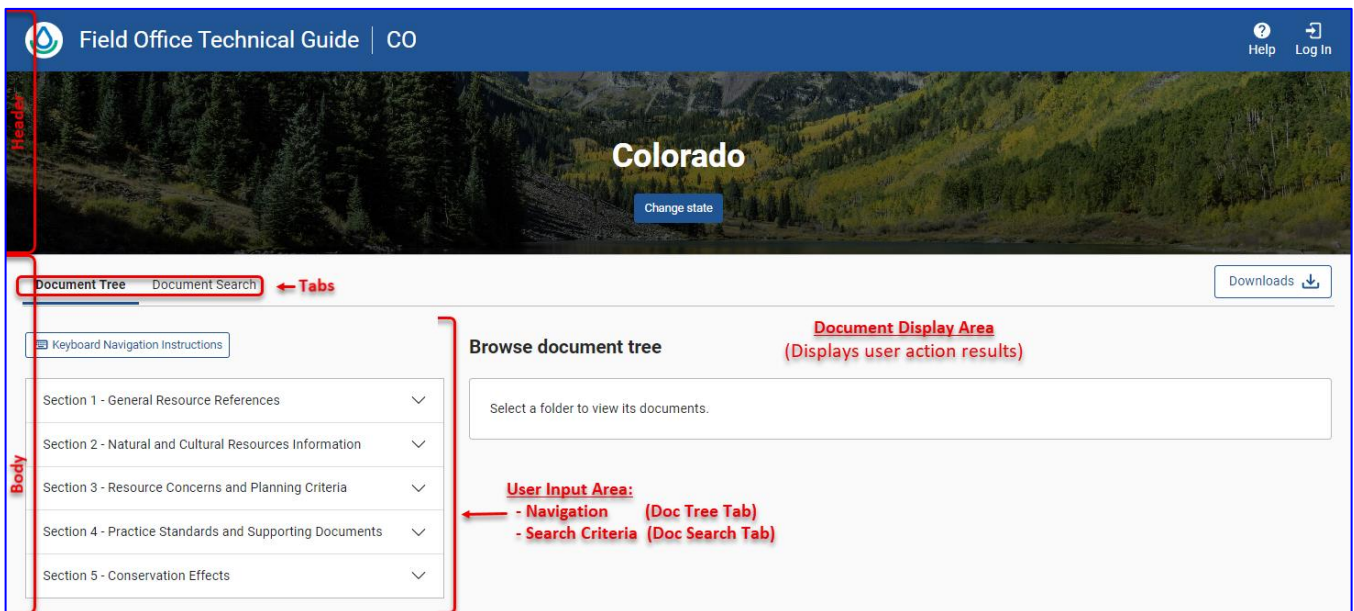 Field Office Technical Guide | CO
Help
Log In
Header
Colorado
Change state
Document Tree
Document Search
Tabs
Downloads
Keyboard Navigation Instructions
Browse document tree
Document Display Area
(Displays user action results)
Section 1 - General Resource References
Select a folder to view its documents.
Section 2 - Natural and Cultural Resources Information
Body
Section 3 - Resource Concerns and Planning Criteria
User Input Area:
- Navigation (Doc Tree Tab)
- Search Criteria (Doc Search Tab)
Section 4 - Practice Standards and Supporting Documents
Section 5 - Conservation Effects